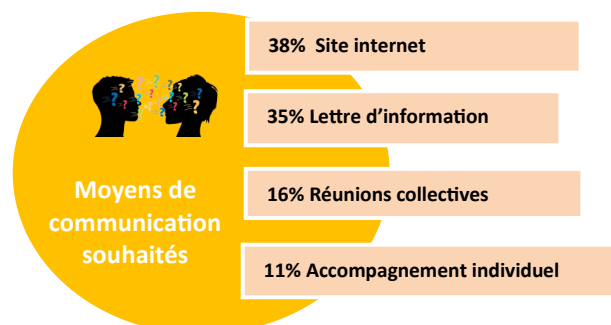 38% Site internet
35% Lettre d’information
16% Réunions collectives
11% Accompagnement individuel
Moyens de
communication
souhaités